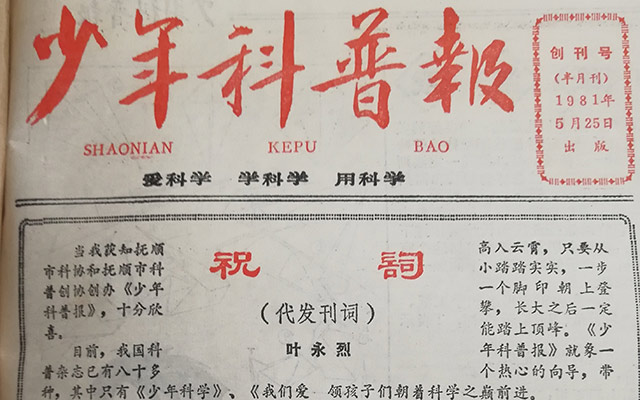 少年科普報
SHAONIAN KEPU BAO
创刊号
(半月刊)
1981年
5月25日
出版
爱科学 学科学 用科学
祝 詞
(代发刊词)
叶永烈
当我获知抚顺
市科协和抚顺市科
普创协创办《少年
科普报》，十分欣
喜。
目前，我国科
普杂志已有八十多
种，其中只有《少年科学》、《我们爱
高入云霄，只要从
小踏踏实实，一步
一个脚印朝上登
攀，长大之后一定
能踏上顶峰。《少
年科普报》就象一
个热心的向导，带
领孩子们朝着科学之巅前进。